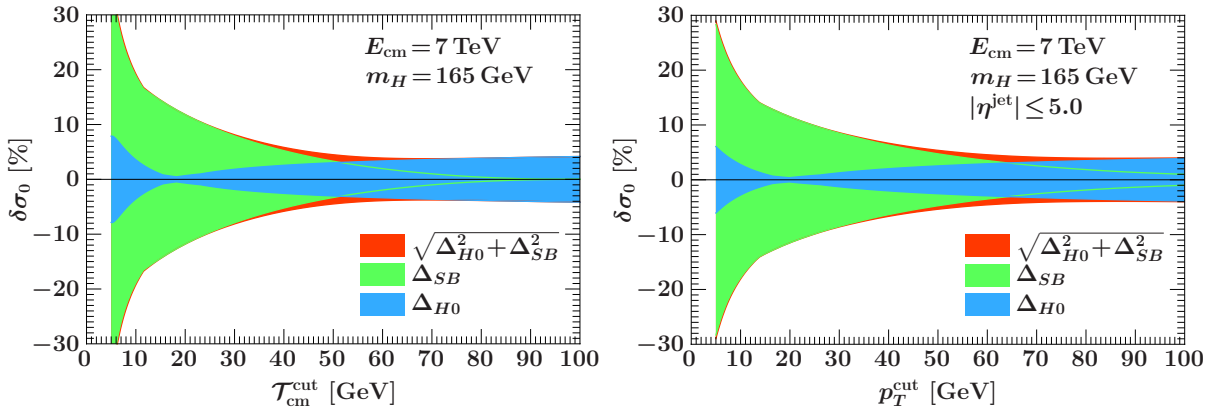 30
20
10
0
−10
−20
−30
δσ₀ [%]
E_cm = 7 TeV
m_H = 165 GeV
√(Δ²_H0 + Δ²_SB)
Δ_SB
Δ_H0
0 10 20 30 40 50 60 70 80 90 100
𝒯_cm^cut [GeV]
30
20
10
0
−10
−20
−30
δσ₀ [%]
E_cm = 7 TeV
m_H = 165 GeV
|η^jet| ≤ 5.0
√(Δ²_H0 + Δ²_SB)
Δ_SB
Δ_H0
0 10 20 30 40 50 60 70 80 90 100
p_T^cut [GeV]